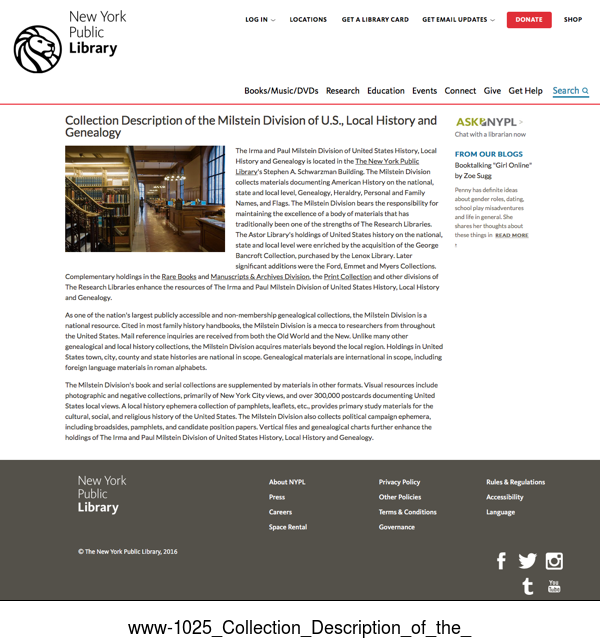 New York
Public
Library
LOG IN
LOCATIONS
GET A LIBRARY CARD
GET EMAIL UPDATES
DONATE
SHOP
Books/Music/DVDs
Research
Education
Events
Connect
Give
Get Help
Search
Collection Description of the Milstein Division of U.S., Local History and
Genealogy
The Irma and Paul Milstein Division of United States History, Local
History and Genealogy is located in the The New York Public
Library's Stephen A. Schwarzman Building. The Milstein Division
collects materials documenting American History on the national,
state and local level, Genealogy, Heraldry, Personal and Family
Names, and Flags. The Milstein Division bears the responsibility for
maintaining the excellence of a body of materials that has
traditionally been one of the strengths of The Research Libraries.
The Astor Library's holdings of United States history on the national,
state and local level were enriched by the acquisition of the George
Bancroft Collection, purchased by the Lenox Library. Later
significant additions were the Ford, Emmet and Myers Collections.
Complementary holdings in the Rare Books and Manuscripts & Archives Division, the Print Collection and other divisions of
The Research Libraries enhance the resources of The Irma and Paul Milstein Division of United States History, Local History
and Genealogy.
As one of the nation's largest publicly accessible and non-membership genealogical collections, the Milstein Division is a
national resource. Cited in most family history handbooks, the Milstein Division is a mecca to researchers from throughout
the United States. Mail reference inquiries are received from both the Old World and the New. Unlike many other
genealogical and local history collections, the Milstein Division acquires materials beyond the local region. Holdings in United
States town, city, county and state histories are national in scope. Genealogical materials are international in scope, including
foreign language materials in roman alphabets.
The Milstein Division's book and serial collections are supplemented by materials in other formats. Visual resources include
photographic and negative collections, primarily of New York City views, and over 300,000 postcards documenting United
States local views. A local history ephemera collection of pamphlets, leaflets, etc., provides primary study materials for the
cultural, social, and religious history of the United States. The Milstein Division also collects political campaign ephemera,
including broadsides, pamphlets, and candidate position papers. Vertical files and genealogical charts further enhance the
holdings of The Irma and Paul Milstein Division of United States History, Local History and Genealogy.
ASK NYPL >
Chat with a librarian now
FROM OUR BLOGS
Booktalking "Girl Online"
by Zoe Sugg
Penny has definite ideas
about gender roles, dating,
school play misadventures
and life in general. She
shares her thoughts about
these things in READ MORE
New York
Public
Library
About NYPL
Press
Careers
Space Rental
Privacy Policy
Other Policies
Terms & Conditions
Governance
Rules & Regulations
Accessibility
Language
© The New York Public Library, 2016
f
t
You Tube
www-1025_Collection_Description_of_the_